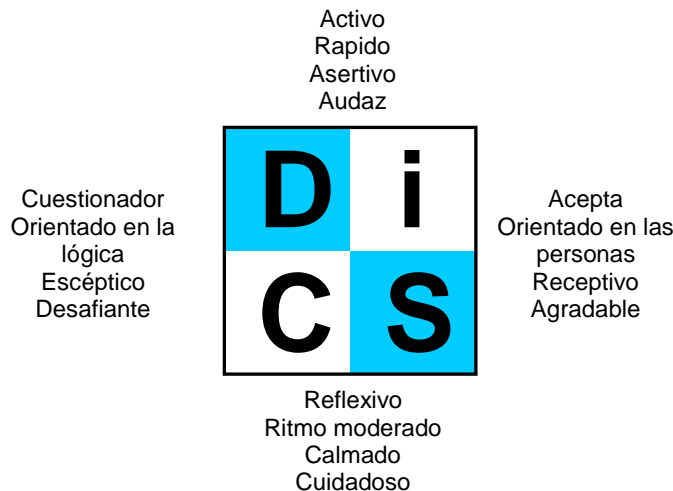 Activo
Rapido
Asertivo
Audaz
Cuestionador
Orientado en la
lógica
Escéptico
Desafiante
D i
C S
Acepta
Orientado en las
personas
Receptivo
Agradable
Reflexivo
Ritmo moderado
Calmado
Cuidadoso